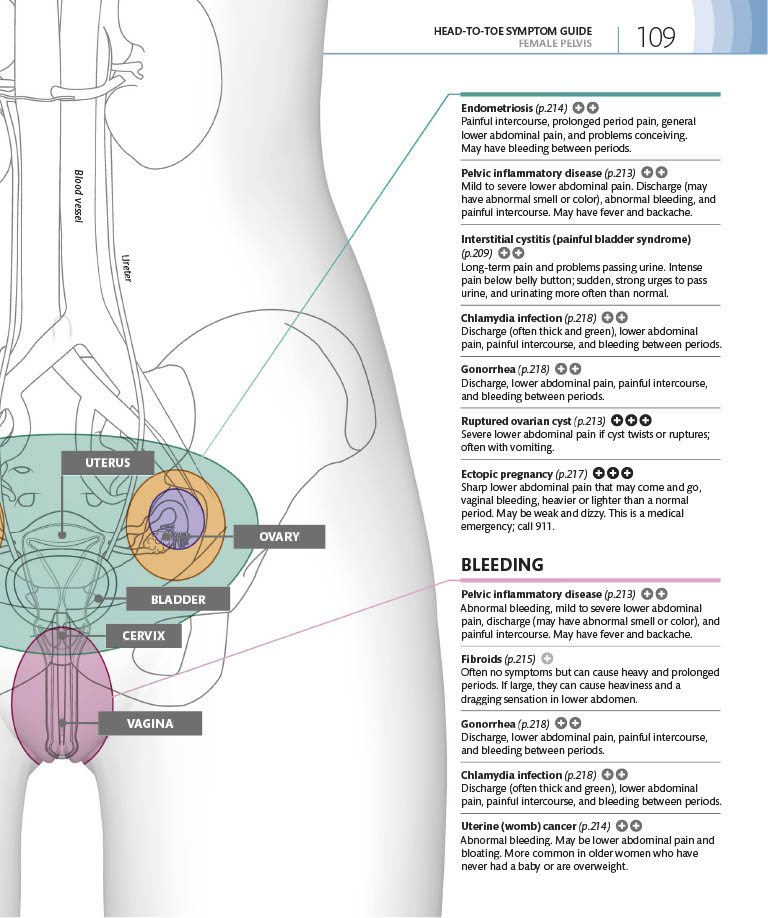 HEAD-TO-TOE SYMPTOM GUIDE
FEMALE PELVIS
109
Blood vessel
Ureter
UTERUS
OVARY
BLADDER
CERVIX
VAGINA
Endometriosis (p.214)
Painful intercourse, prolonged period pain, general
lower abdominal pain, and problems conceiving.
May have bleeding between periods.
Pelvic inflammatory disease (p.213)
Mild to severe lower abdominal pain. Discharge (may
have abnormal smell or color), abnormal bleeding, and
painful intercourse. May have fever and backache.
Interstitial cystitis (painful bladder syndrome)
(p.209)
Long-term pain and problems passing urine. Intense
pain below belly button; sudden, strong urges to pass
urine, and urinating more often than normal.
Chlamydia infection (p.218)
Discharge (often thick and green), lower abdominal
pain, painful intercourse, and bleeding between periods.
Gonorrhea (p.218)
Discharge, lower abdominal pain, painful intercourse,
and bleeding between periods.
Ruptured ovarian cyst (p.213)
Severe lower abdominal pain if cyst twists or ruptures;
often with vomiting.
Ectopic pregnancy (p.217)
Sharp lower abdominal pain that may come and go,
vaginal bleeding, heavier or lighter than a normal
period. May be weak and dizzy. This is a medical
emergency; call 911.
BLEEDING
Pelvic inflammatory disease (p.213)
Abnormal bleeding, mild to severe lower abdominal
pain, discharge (may have abnormal smell or color), and
painful intercourse. May have fever and backache.
Fibroids (p.215)
Often no symptoms but can cause heavy and prolonged
periods. If large, they can cause heaviness and a
dragging sensation in lower abdomen.
Gonorrhea (p.218)
Discharge, lower abdominal pain, painful intercourse,
and bleeding between periods.
Chlamydia infection (p.218)
Discharge (often thick and green), lower abdominal
pain, painful intercourse, and bleeding between periods.
Uterine (womb) cancer (p.214)
Abnormal bleeding. May be lower abdominal pain and
bloating. More common in older women who have
never had a baby or are overweight.